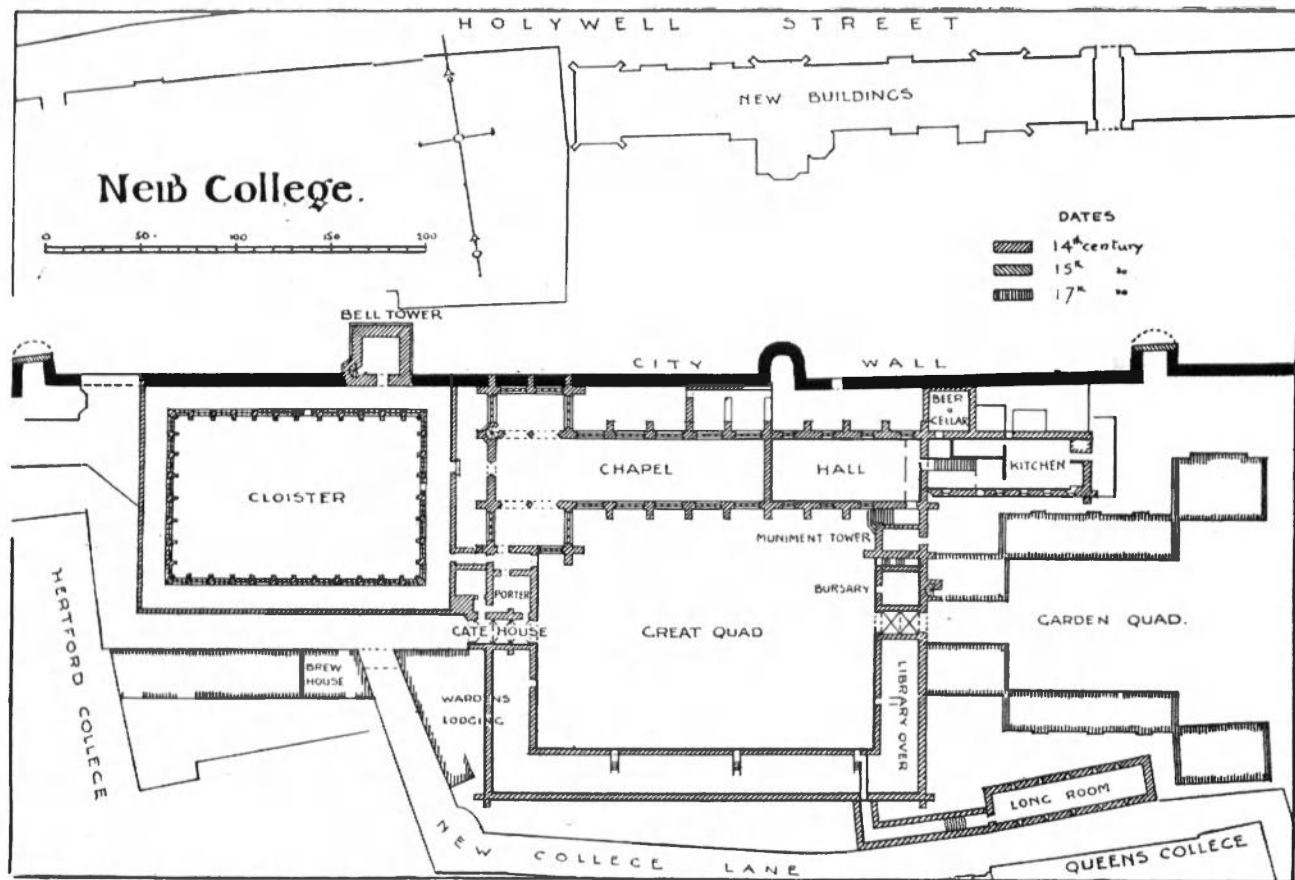 HOLYWELL STREET
NEW BUILDINGS
New College.
0 50 100 150 200
DATES
14th century
15th "
17th "
BELL TOWER
CITY WALL
BEER
CELLAR
CLOISTER
CHAPEL
HALL
KITCHEN
MUNIMENT TOWER
PORTER
BURSARY
GATE HOUSE
GREAT QUAD
GARDEN QUAD.
HERTFORD COLLEGE
BREW
HOUSE
WARDENS
LODGING
LIBRARY OVER
LONG ROOM
NEW COLLEGE LANE
QUEENS COLLEGE